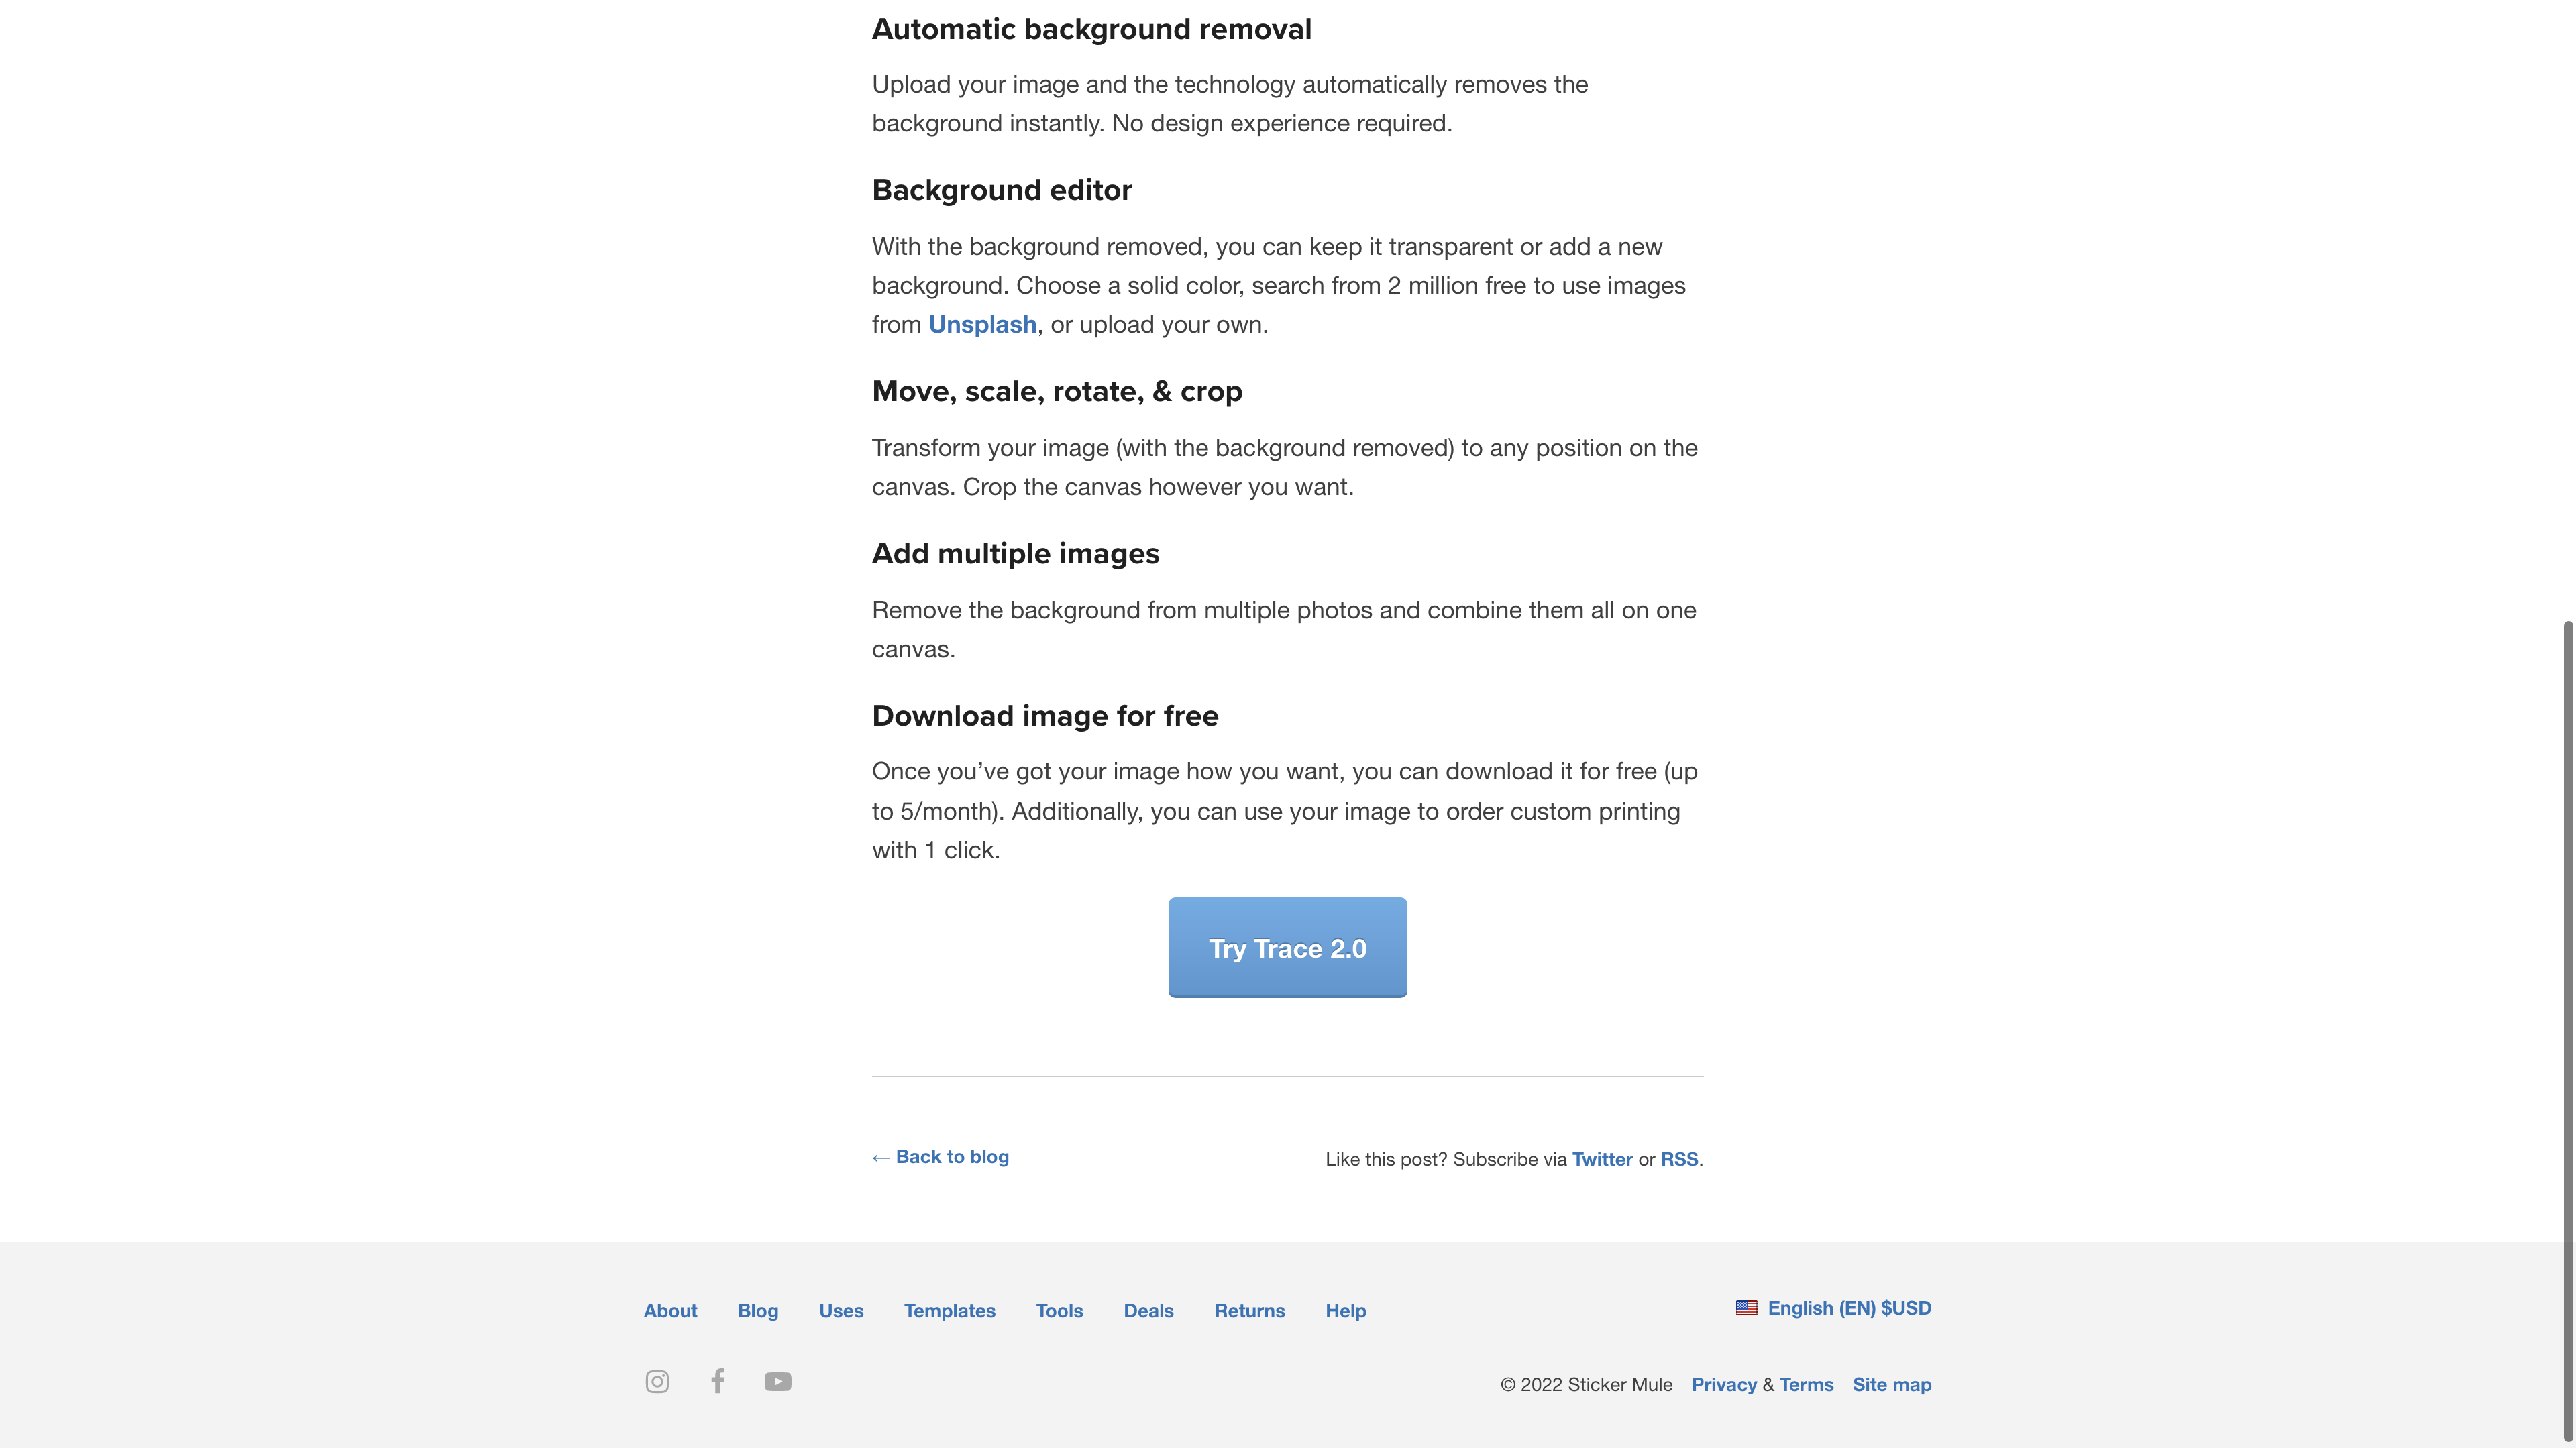 Automatic background removal
Upload your image and the technology automatically removes the
background instantly. No design experience required.
Background editor
With the background removed, you can keep it transparent or add a new
background. Choose a solid color, search from 2 million free to use images
from Unsplash, or upload your own.
Move, scale, rotate, & crop
Transform your image (with the background removed) to any position on the
canvas. Crop the canvas however you want.
Add multiple images
Remove the background from multiple photos and combine them all on one
canvas.
Download image for free
Once you’ve got your image how you want, you can download it for free (up
to 5/month). Additionally, you can use your image to order custom printing
with 1 click.
Try Trace 2.0
← Back to blog
Like this post? Subscribe via Twitter or RSS.
About Blog Uses Templates Tools Deals Returns Help
English (EN) $USD
© 2022 Sticker Mule Privacy & Terms Site map